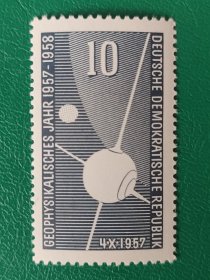 GEOPHYSIKALISCHES JAHR 1957-1958
10
DEUTSCHE DEMOKRATISCHE REPUBLIK
4·X·1957